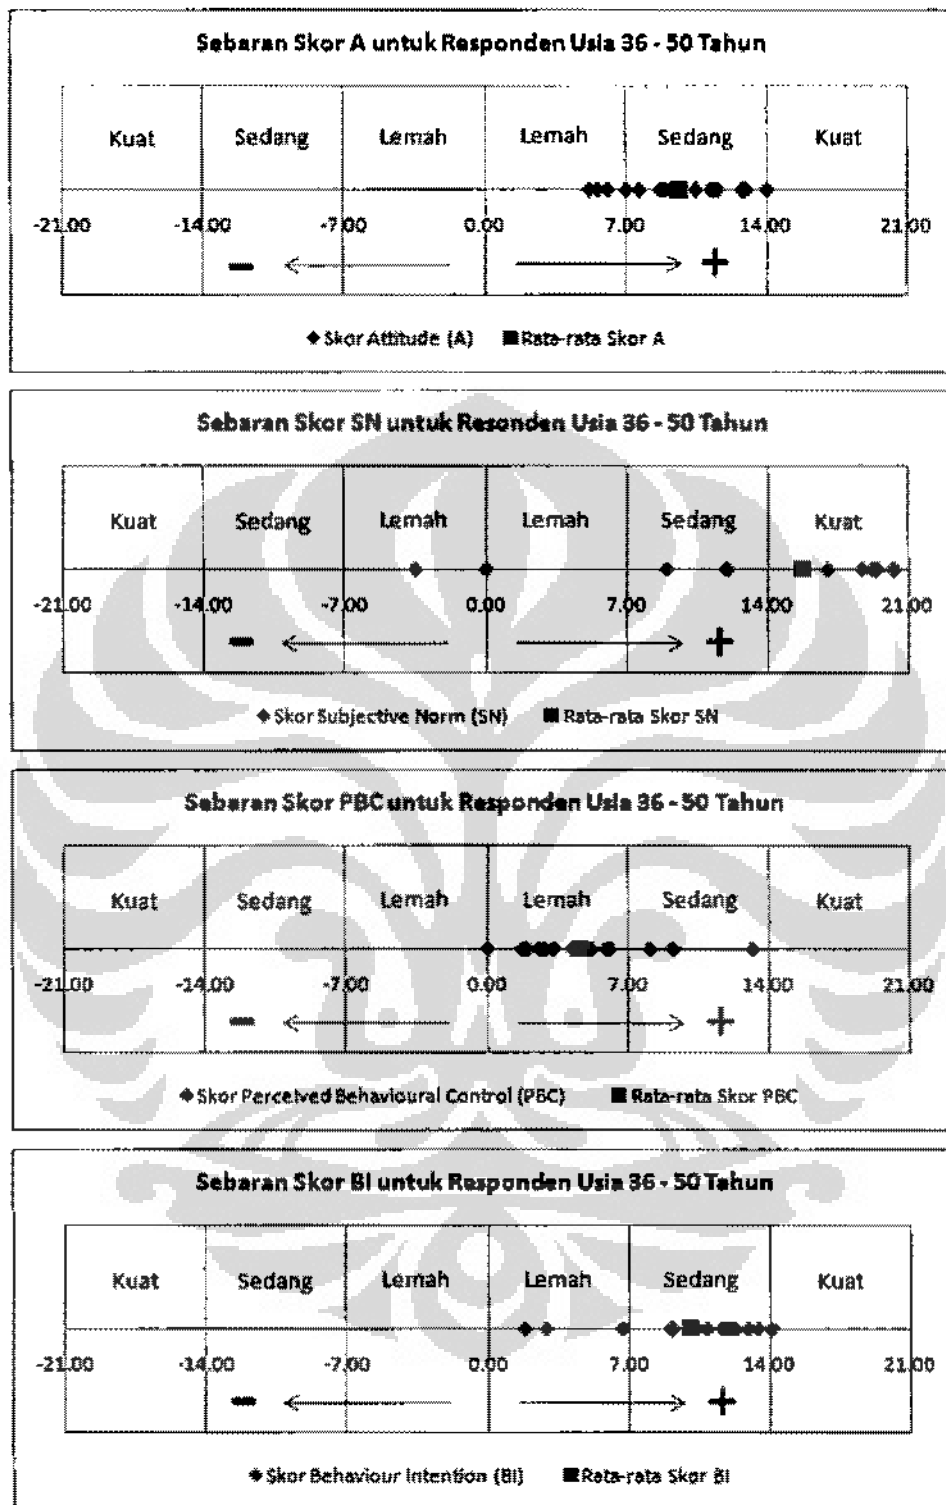 Sebaran Skor A untuk Responden Usia 36 - 50 Tahun
Kuat Sedang Lemah Lemah Sedang Kuat
-21.00 -14.00 -7.00 0.00 7.00 14.00 21.00
− +
Skor Attitude (A) Rata-rata Skor A
Sebaran Skor SN untuk Resonden Usia 36 - 50 Tahun
Kuat Sedang Lemah Lemah Sedang Kuat
-21.00 -14.00 -7.00 0.00 7.00 14.00 21.00
− +
Skor Subjective Norm (SN) Rata-rata Skor SN
Sebaran Skor PBC untuk Responden Usia 36 - 50 Tahun
Kuat Sedang Lemah Lemah Sedang Kuat
-21.00 -14.00 -7.00 0.00 7.00 14.00 21.00
− +
Skor Perceived Behavioural Control (PBC) Rata-rata Skor PBC
Sebaran Skor BI untuk Responden Usia 36 - 50 Tahun
Kuat Sedang Lemah Lemah Sedang Kuat
-21.00 -14.00 -7.00 0.00 7.00 14.00 21.00
− +
Skor Behaviour Intention (BI) Rata-rata Skor BI